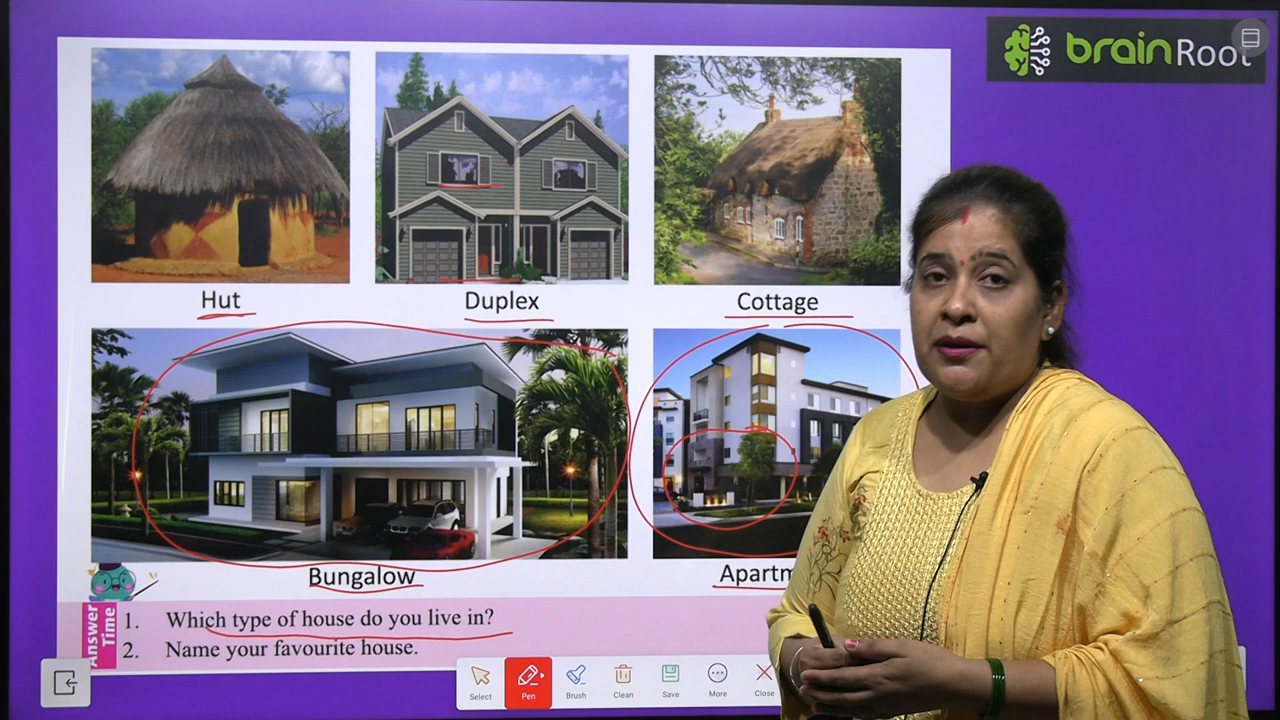 brainRoot
Hut
Duplex
Cottage
Bungalow
Answer
Time
1. Which type of house do you live in?
2. Name your favourite house.
Select
Pen
Brush
Clean
Save
More
Close